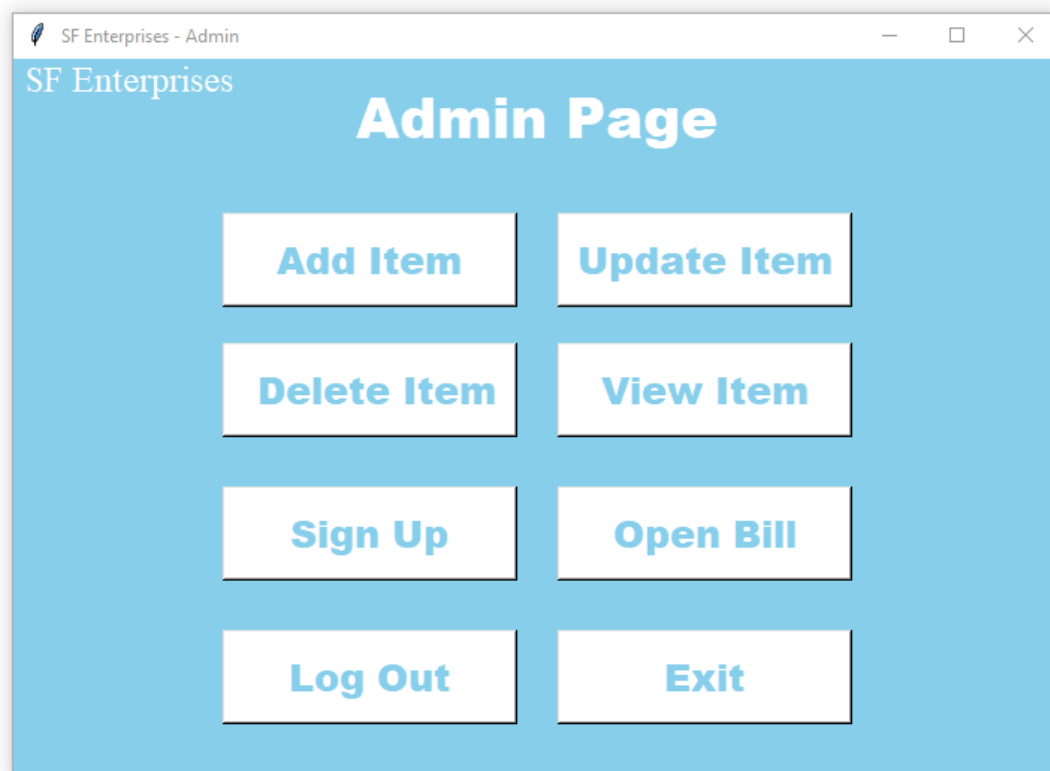 SF Enterprises - Admin
SF Enterprises
Admin Page
Add Item
Update Item
Delete Item
View Item
Sign Up
Open Bill
Log Out
Exit